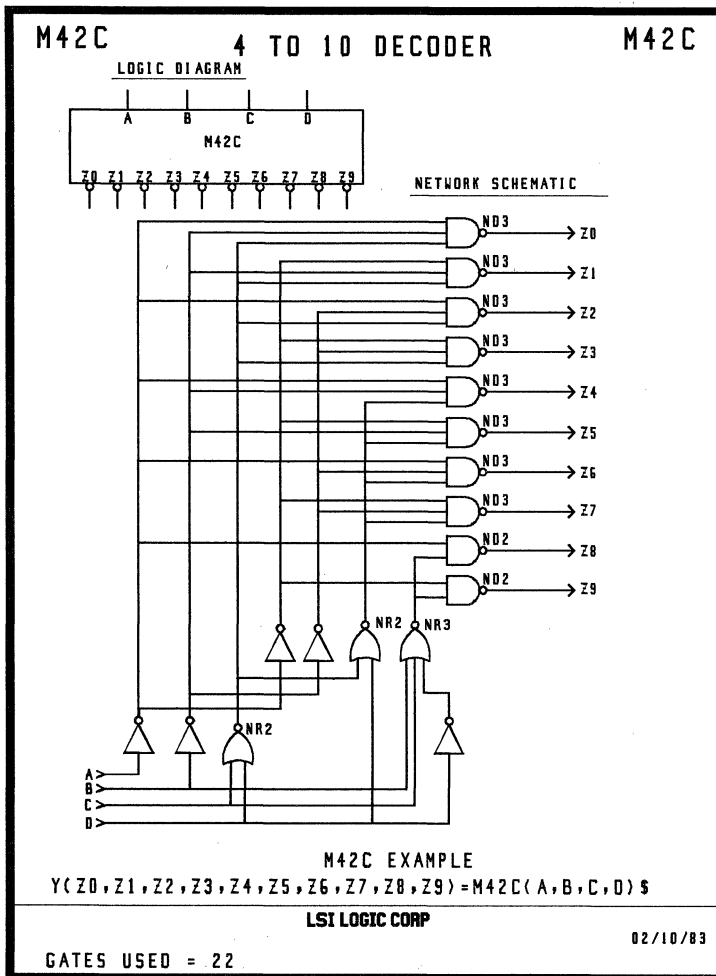 M42C 4 TO 10 DECODER M42C
LOGIC DIAGRAM
A B C D
M42C
Z0 Z1 Z2 Z3 Z4 Z5 Z6 Z7 Z8 Z9
NETWORK SCHEMATIC
ND3
Z0
ND3
Z1
ND3
Z2
ND3
Z3
ND3
Z4
ND3
Z5
ND3
Z6
ND3
Z7
ND2
Z8
ND2
Z9
NR2 NR3
NR2
A>
B>
C>
D>
M42C EXAMPLE
Y(Z0,Z1,Z2,Z3,Z4,Z5,Z6,Z7,Z8,Z9)=M42C(A,B,C,D)$
LSI LOGIC CORP
02/10/83
GATES USED = 22